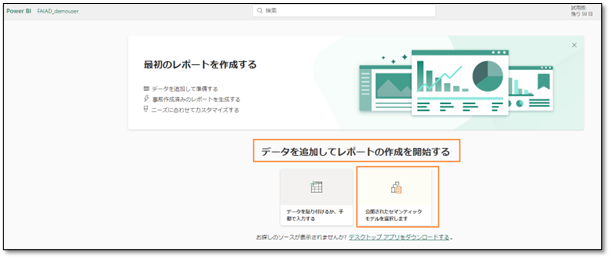 Power BI FAIAD_demouser
検索
試用版
残り 59 日
最初のレポートを作成する
データを追加して準備する
事前作成済みのレポートを生成する
ニーズに合わせてカスタマイズする
データを追加してレポートの作成を開始する
データを貼り付けるか、手
動で入力する
公開されたセマンティック
モデルを選択します
お探しのソースが表示されませんか? デスクトップ アプリをダウンロードする。